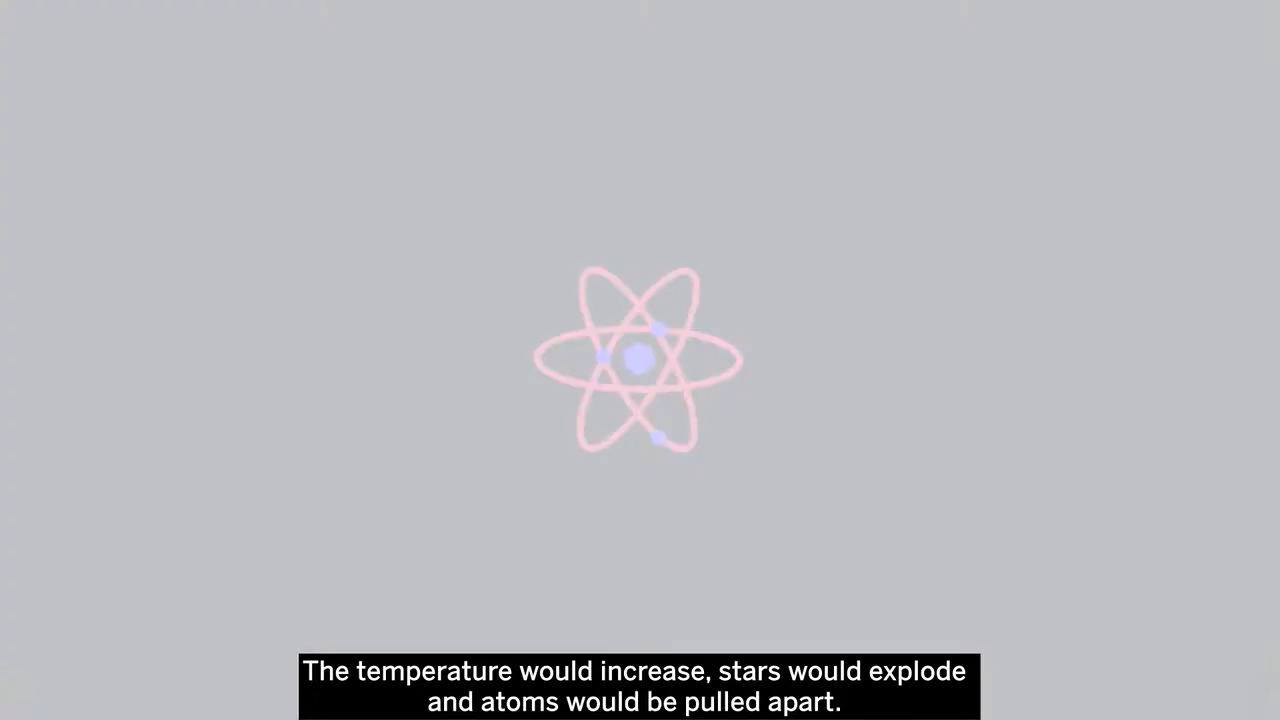 The temperature would increase, stars would explode
and atoms would be pulled apart.